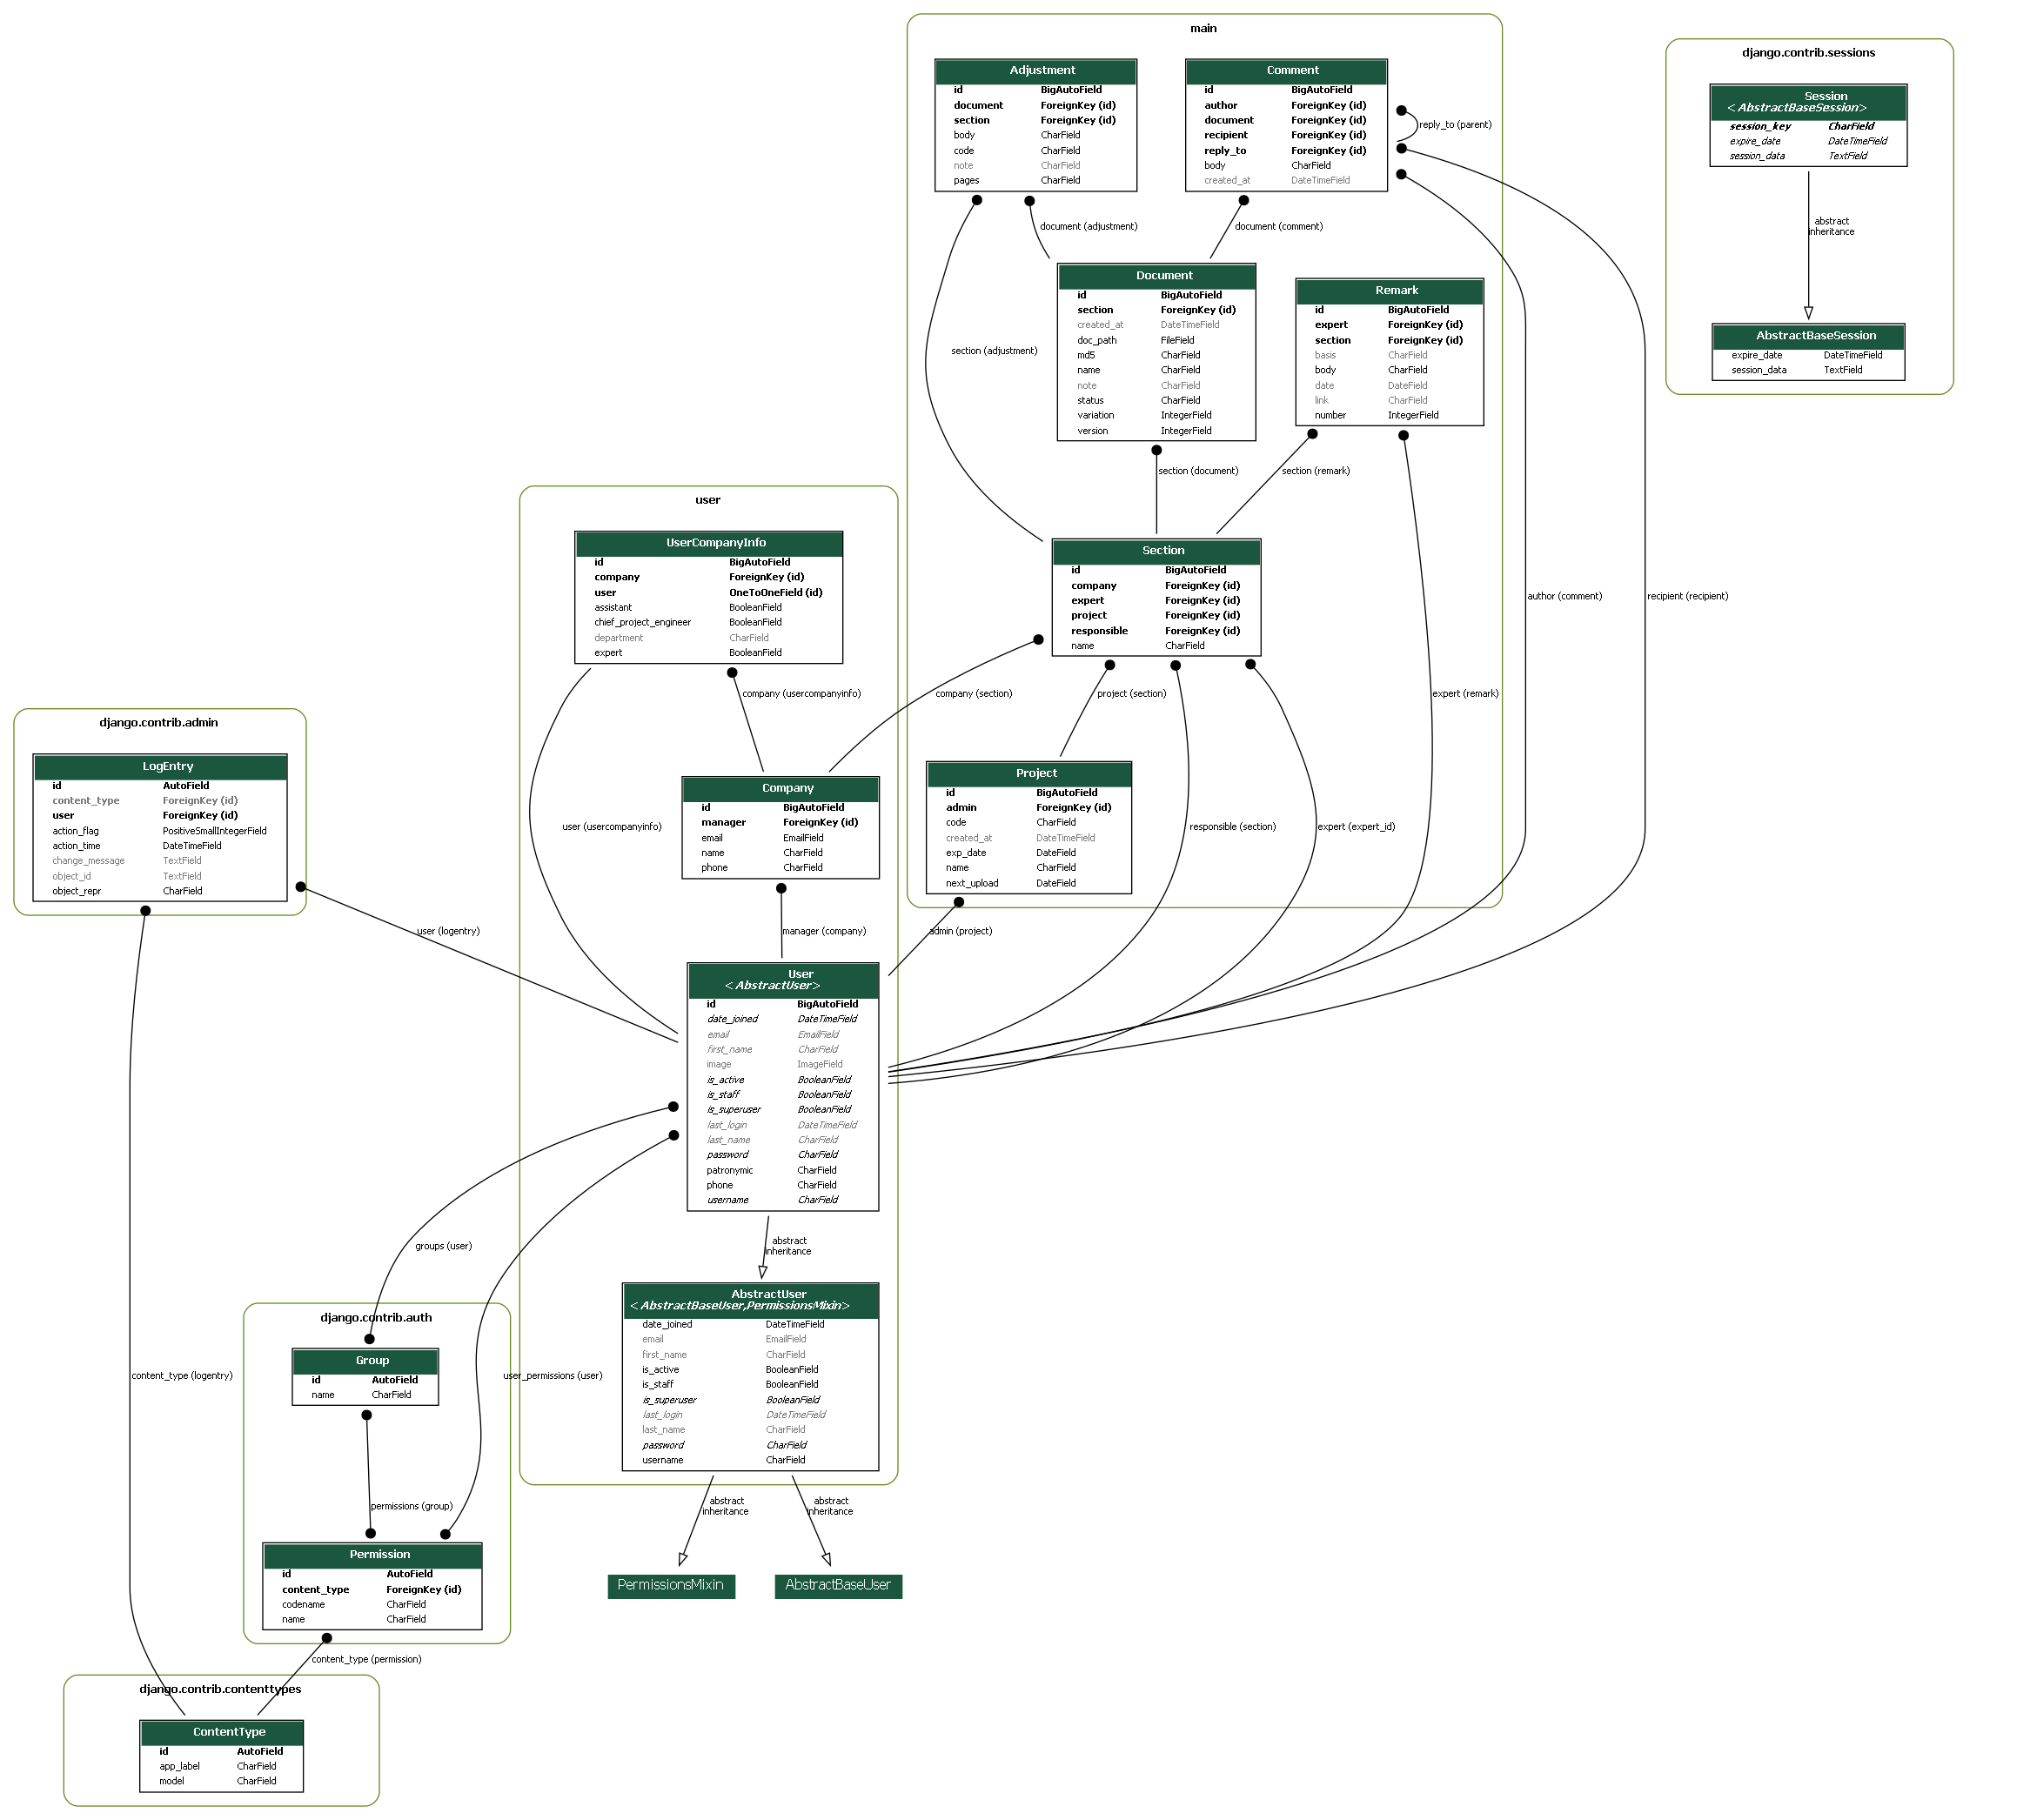 main
Adjustment
id BigAutoField
document ForeignKey (id)
section ForeignKey (id)
body CharField
code CharField
note CharField
pages CharField
Comment
id BigAutoField
author ForeignKey (id)
document ForeignKey (id)
recipient ForeignKey (id)
reply_to ForeignKey (id)
body CharField
created_at DateTimeField
reply_to (parent)
document (adjustment)
document (comment)
django.contrib.sessions
Session
<AbstractBaseSession>
session_key CharField
expire_date DateTimeField
session_data TextField
abstract
inheritance
AbstractBaseSession
expire_date DateTimeField
session_data TextField
Document
id BigAutoField
section ForeignKey (id)
created_at DateTimeField
doc_path FileField
md5 CharField
name CharField
note CharField
status CharField
variation IntegerField
version IntegerField
Remark
id BigAutoField
expert ForeignKey (id)
section ForeignKey (id)
basis CharField
body CharField
date DateField
link CharField
number IntegerField
section (adjustment)
section (document)
section (remark)
Section
id BigAutoField
company ForeignKey (id)
expert ForeignKey (id)
project ForeignKey (id)
responsible ForeignKey (id)
name CharField
author (comment)
recipient (recipient)
user
UserCompanyInfo
id BigAutoField
company ForeignKey (id)
user OneToOneField (id)
assistant BooleanField
chief_project_engineer BooleanField
department CharField
expert BooleanField
company (usercompanyinfo)
company (section)
project (section)
expert (remark)
django.contrib.admin
LogEntry
id AutoField
content_type ForeignKey (id)
user ForeignKey (id)
action_flag PositiveSmallIntegerField
action_time DateTimeField
change_message TextField
object_id TextField
object_repr CharField
user (usercompanyinfo)
Company
id BigAutoField
manager ForeignKey (id)
email EmailField
name CharField
phone CharField
Project
id BigAutoField
admin ForeignKey (id)
code CharField
created_at DateTimeField
exp_date DateField
name CharField
next_upload DateField
responsible (section)
expert (expert_id)
user (logentry)
manager (company)
admin (project)
User
<AbstractUser>
id BigAutoField
date_joined DateTimeField
email EmailField
first_name CharField
image ImageField
is_active BooleanField
is_staff BooleanField
is_superuser BooleanField
last_login DateTimeField
last_name CharField
password CharField
patronymic CharField
phone CharField
username CharField
groups (user)
abstract
inheritance
AbstractUser
<AbstractBaseUser,PermissionsMixin>
date_joined DateTimeField
email EmailField
first_name CharField
is_active BooleanField
is_staff BooleanField
is_superuser BooleanField
last_login DateTimeField
last_name CharField
password CharField
username CharField
django.contrib.auth
Group
id AutoField
name CharField
content_type (logentry)
user_permissions (user)
permissions (group)
abstract
inheritance
abstract
inheritance
Permission
id AutoField
content_type ForeignKey (id)
codename CharField
name CharField
PermissionsMixin
AbstractBaseUser
content_type (permission)
django.contrib.contenttypes
ContentType
id AutoField
app_label CharField
model CharField